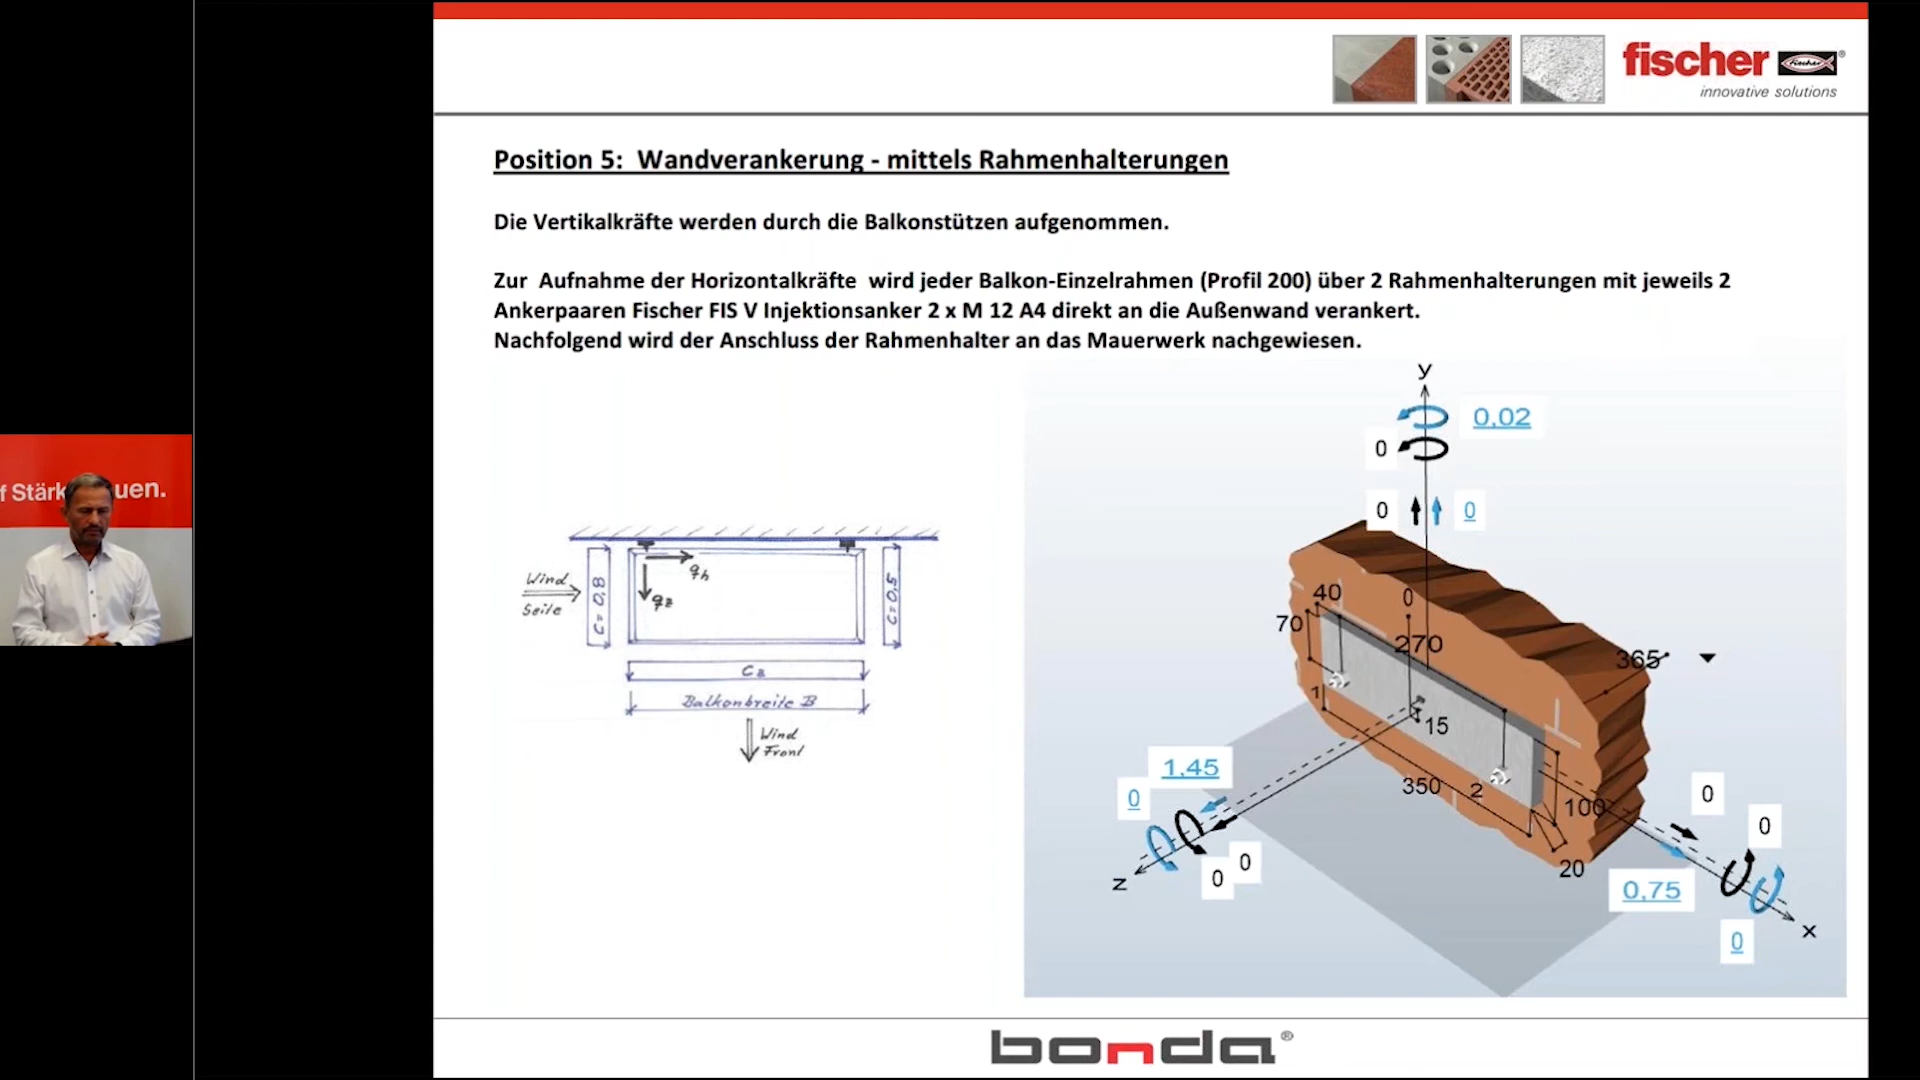 fischer
innovative solutions
Position 5: Wandverankerung - mittels Rahmenhalterungen
Die Vertikalkräfte werden durch die Balkonstützen aufgenommen.
Zur Aufnahme der Horizontalkräfte wird jeder Balkon-Einzelrahmen (Profil 200) über 2 Rahmenhalterungen mit jeweils 2
Ankerpaaren Fischer FIS V Injektionsanker 2 x M 12 A4 direkt an die Außenwand verankert.
Nachfolgend wird der Anschluss der Rahmenhalter an das Mauerwerk nachgewiesen.
f Stärk uen.
Wind
Seite
C= 0,8
qh
qz
C= 0,5
Balkonbreite B
Wind
Front
y
0,02
0
0
0
40
0
70
270
365
1
15
350
2
100
20
1,45
0
0
0
z
0
0
0,75
0
x
bonda®